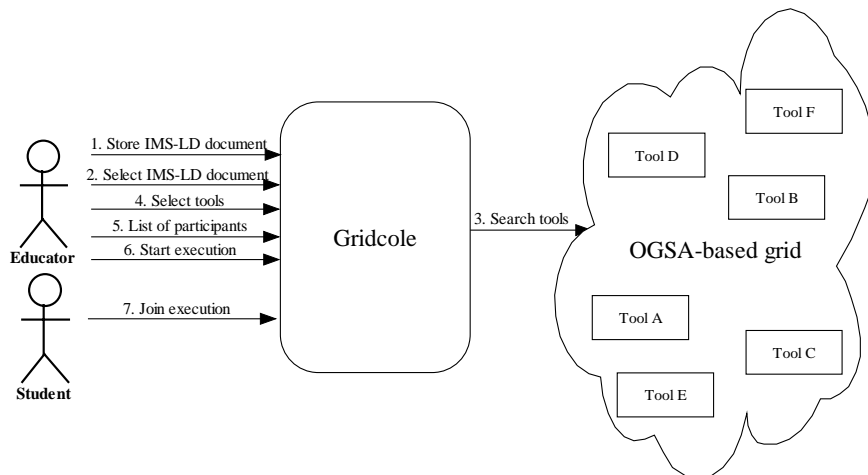 1. Store IMS-LD document
2. Select IMS-LD document
4. Select tools
5. List of participants
6. Start execution
Educator
7. Join execution
Student
Gridcole
3. Search tools
Tool F
Tool D
Tool B
OGSA-based grid
Tool A
Tool C
Tool E